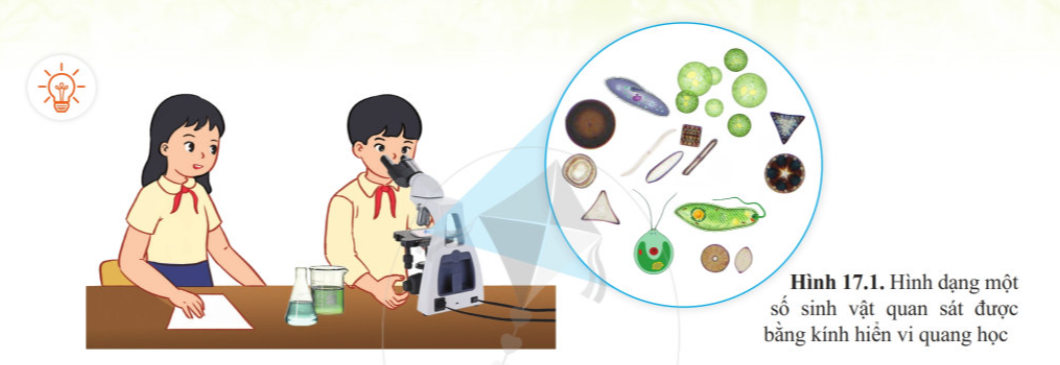 Hình 17.1. Hình dạng một
số sinh vật quan sát được
bằng kính hiển vi quang học